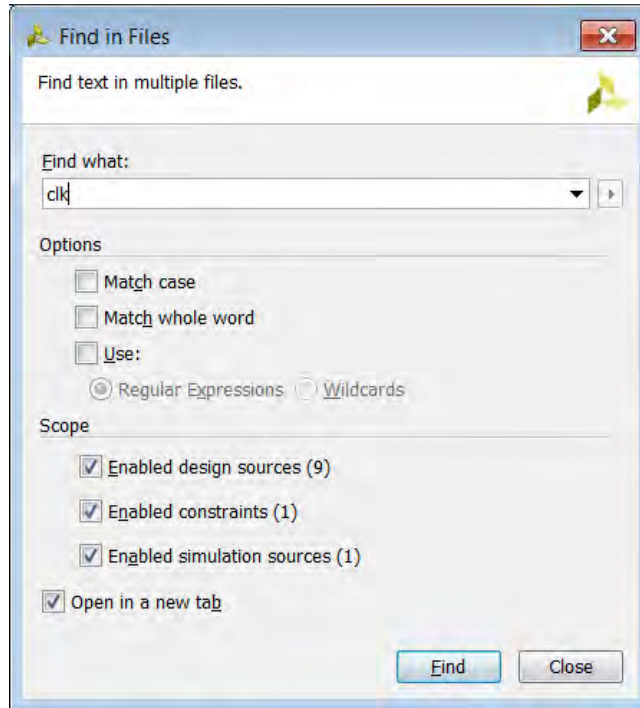 Find in Files
Find text in multiple files.
Find what:
clk
Options
Match case
Match whole word
Use:
Regular Expressions Wildcards
Scope
Enabled design sources (9)
Enabled constraints (1)
Enabled simulation sources (1)
Open in a new tab
Find Close